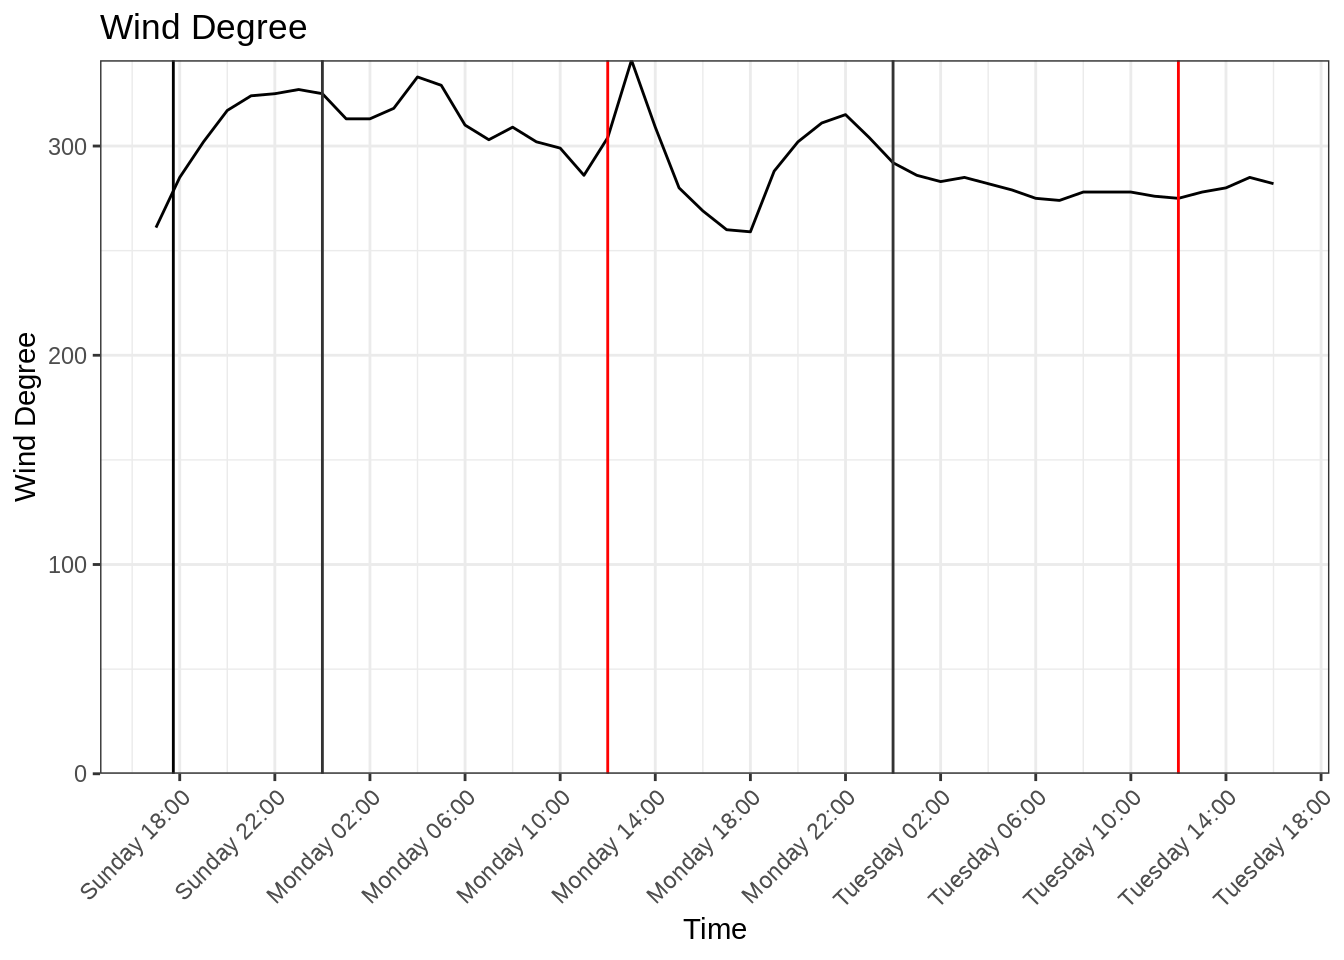 Wind Degree
Wind Degree
300
200
100
0
Sunday 18:00
Sunday 22:00
Monday 02:00
Monday 06:00
Monday 10:00
Monday 14:00
Monday 18:00
Monday 22:00
Tuesday 02:00
Tuesday 06:00
Tuesday 10:00
Tuesday 14:00
Tuesday 18:00
Time